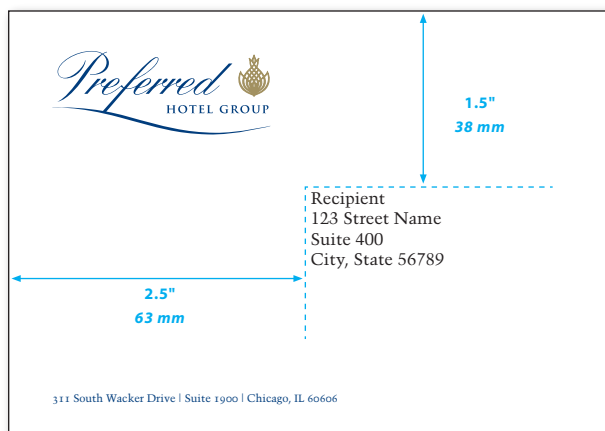 Preferred
HOTEL GROUP
1.5"
38 mm
Recipient
123 Street Name
Suite 400
City, State 56789
2.5"
63 mm
311 South Wacker Drive | Suite 1900 | Chicago, IL 60606